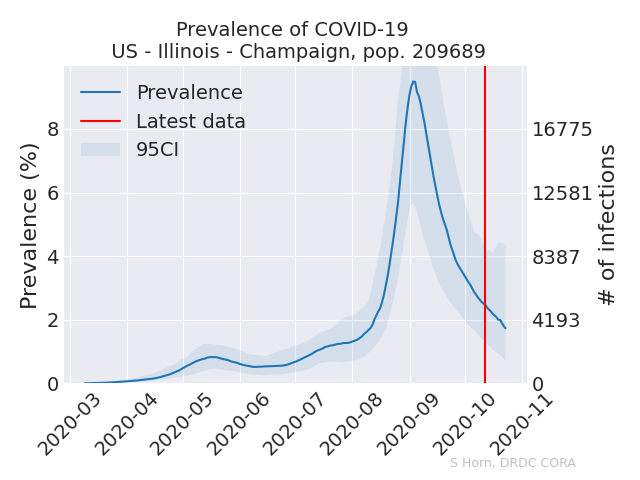 Prevalence of COVID-19
US - Illinois - Champaign, pop. 209689
Prevalence
Latest data
95CI
Prevalence (%)
8
6
4
2
0
16775
12581
8387
4193
0
# of infections
2020-03
2020-04
2020-05
2020-06
2020-07
2020-08
2020-09
2020-10
2020-11
S Horn, DRDC CORA